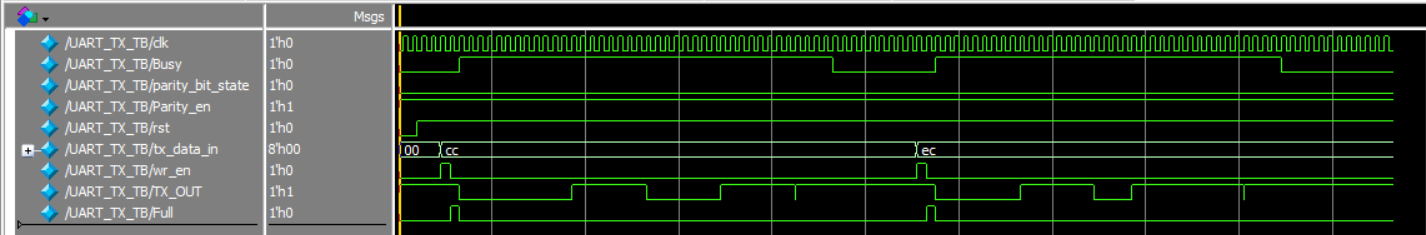 Msgs
/UART_TX_TB/clk 1'h0
/UART_TX_TB/Busy 1'h0
/UART_TX_TB/parity_bit_state 1'h0
/UART_TX_TB/Parity_en 1'h1
/UART_TX_TB/rst 1'h0
/UART_TX_TB/tx_data_in 8'h00 00 cc ec
/UART_TX_TB/wr_en 1'h0
/UART_TX_TB/TX_OUT 1'h1
/UART_TX_TB/Full 1'h0